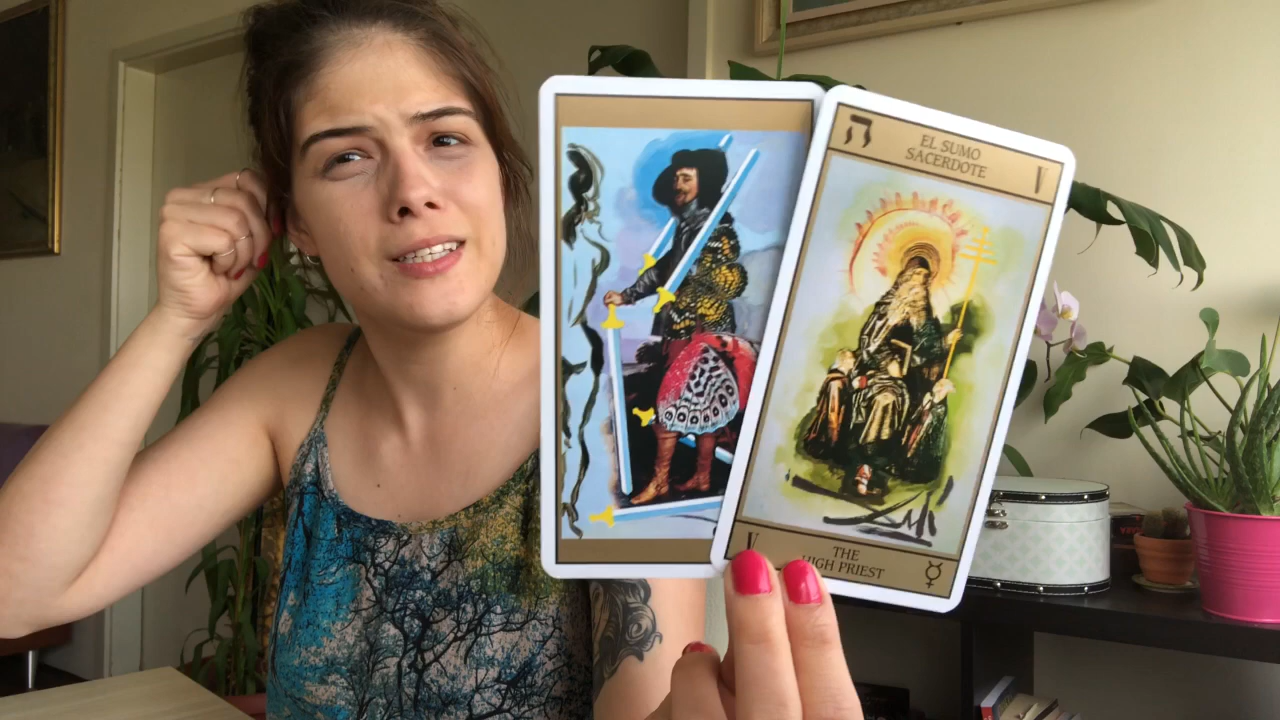 ה
EL SUMO
SACERDOTE
V
V
THE
HIGH PRIEST
☿